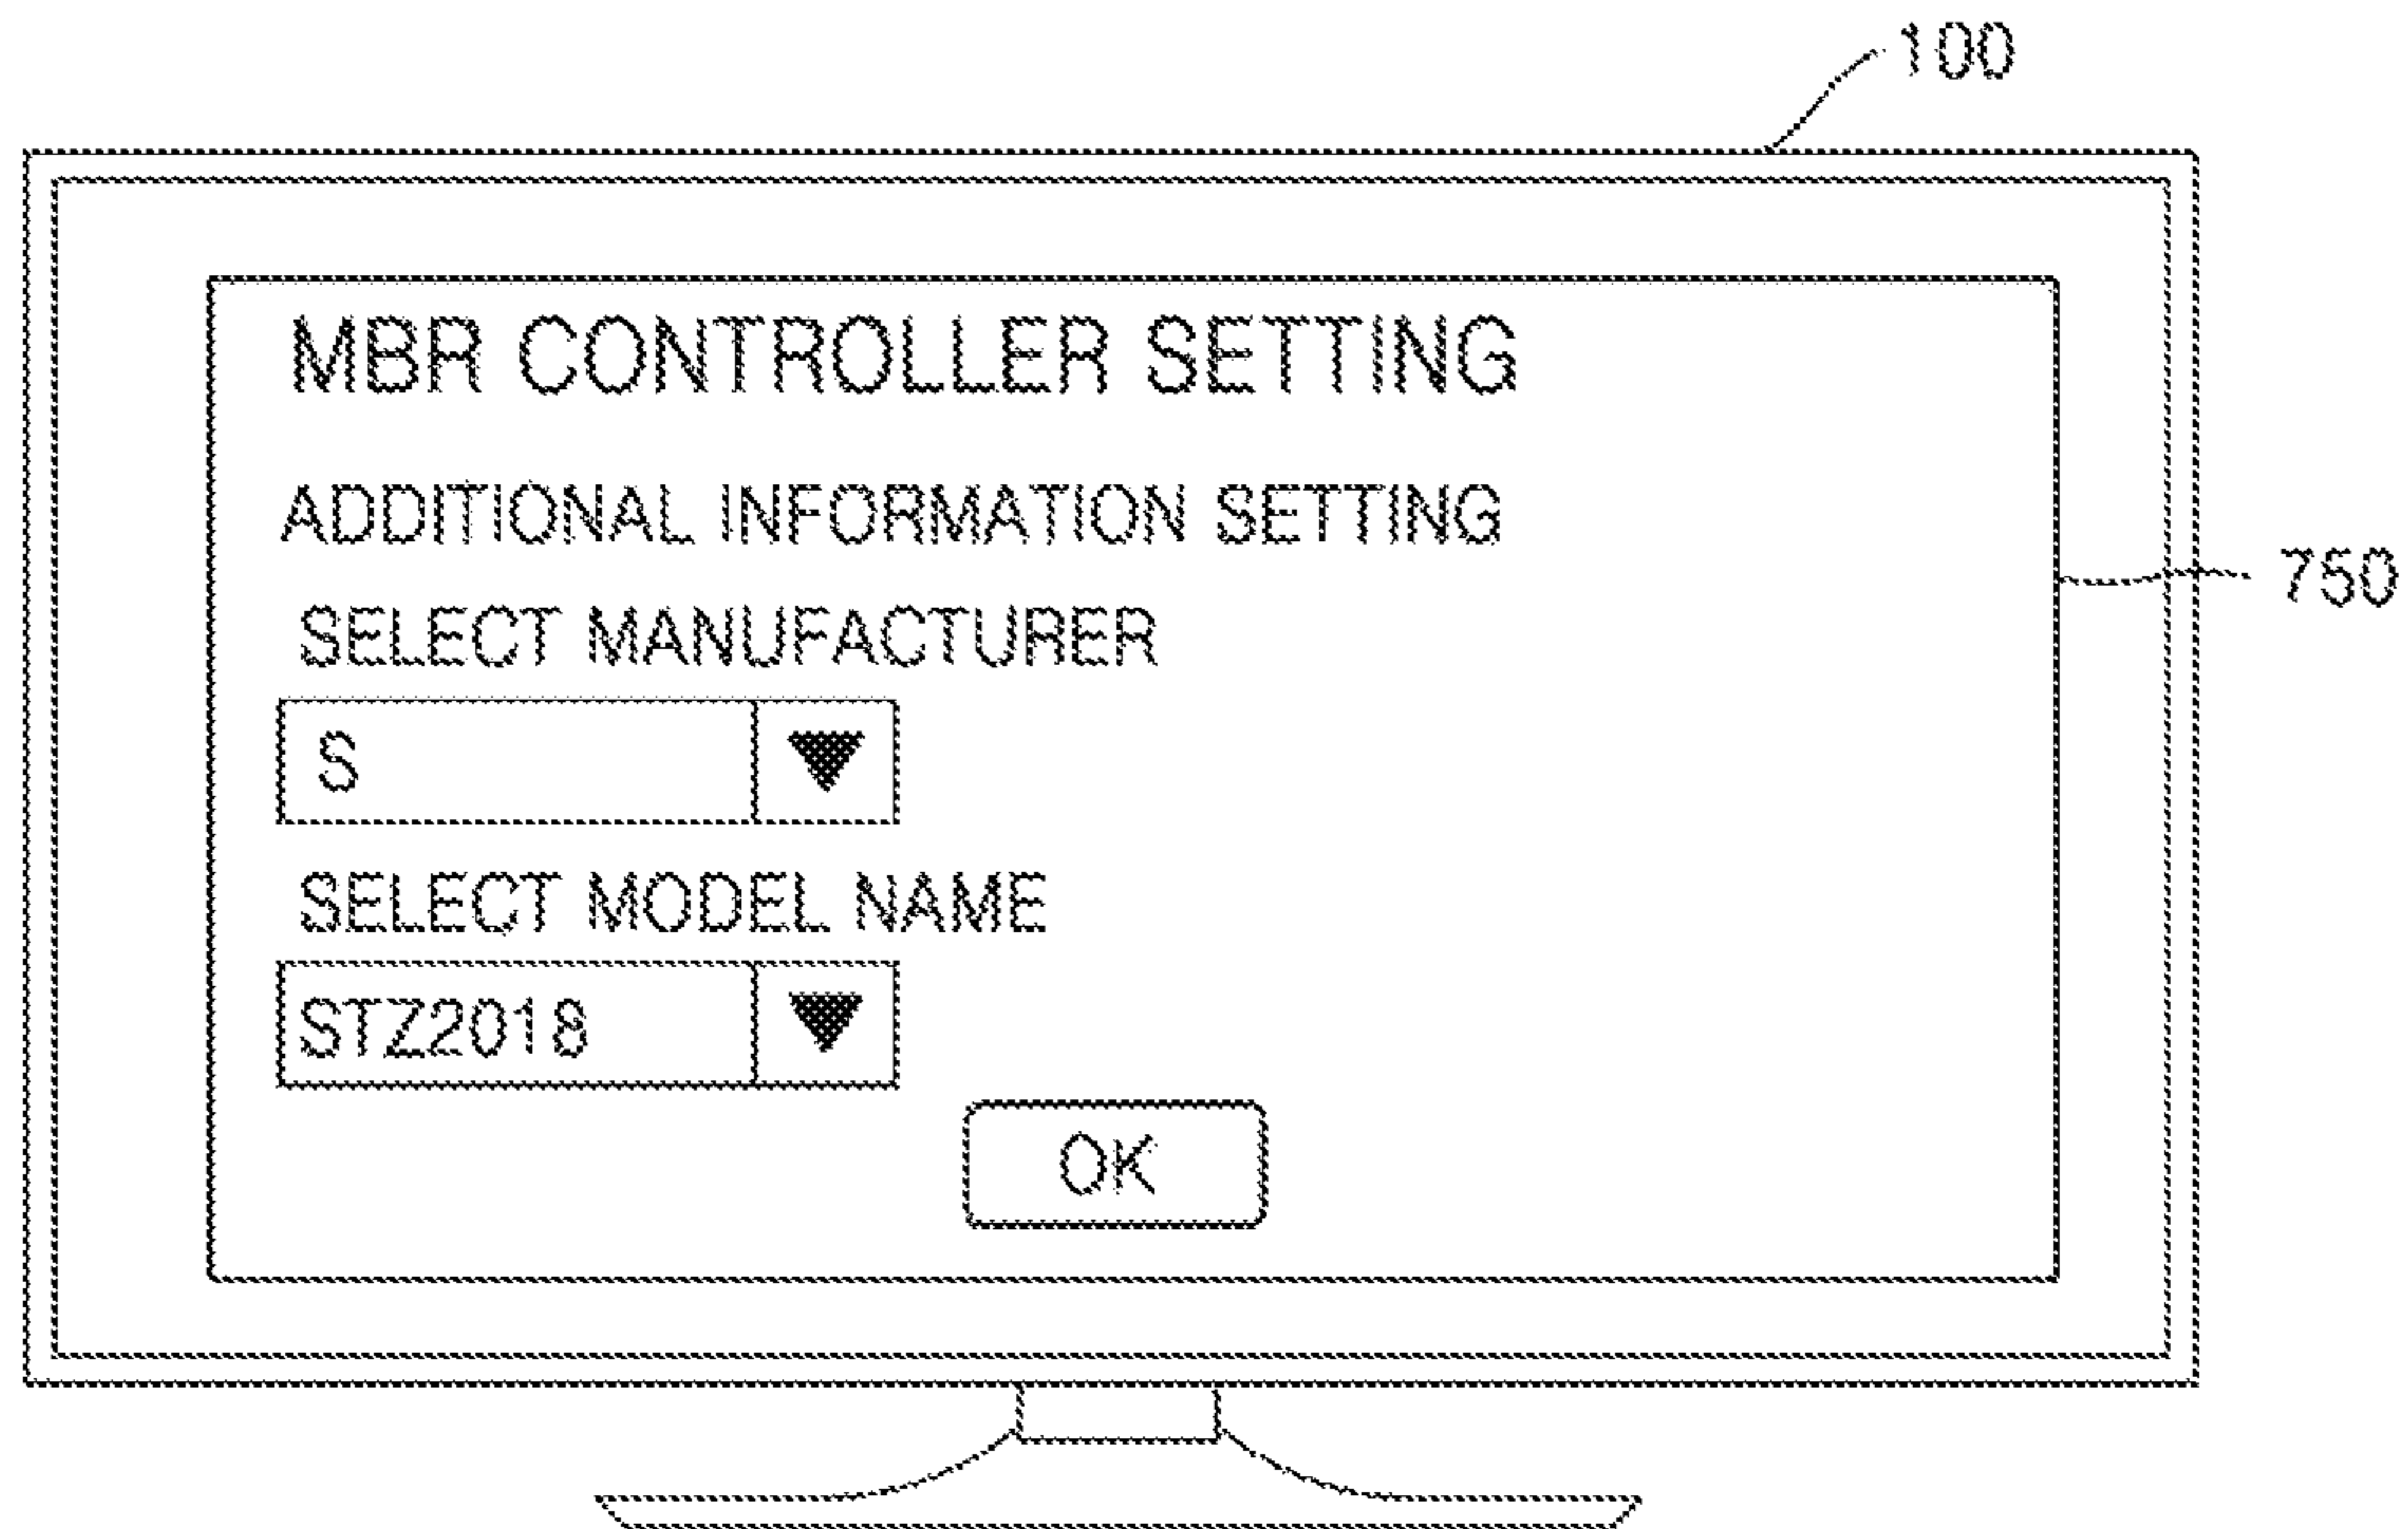 100
MBR CONTROLLER SETTING
ADDITIONAL INFORMATION SETTING
750
SELECT MANUFACTURER
S
SELECT MODEL NAME
STZ2018
OK